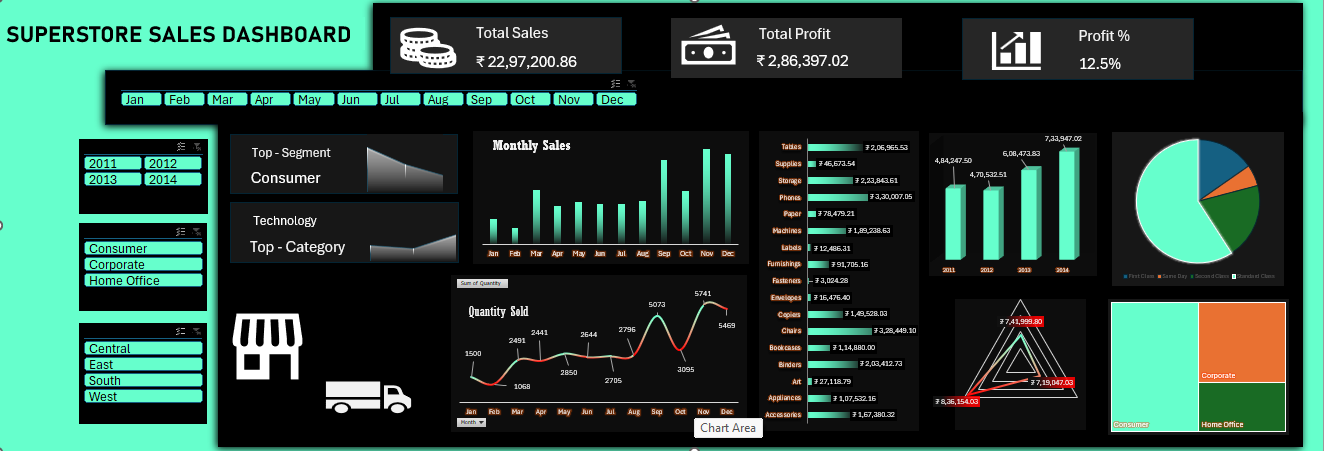 SUPERSTORE SALES DASHBOARD
Total Sales
₹ 22,97,200.86
Total Profit
₹ 2,86,397.02
Profit %
12.5%
Jan Feb Mar Apr May Jun Jul Aug Sep Oct Nov Dec
2011 2012
2013 2014
Consumer
Corporate
Home Office
Central
East
South
West
Top - Segment
Consumer
Technology
Top - Category
Monthly Sales
Jan Feb Mar Apr May Jun Jul Aug Sep Oct Nov Dec
Sum of Quantity
Quantity Sold
1500 1068 2491 2441 2850 2644 2705 2796 5073 3095 5741 5469
Jan Feb Mar Apr May Jun Jul Aug Sep Oct Nov Dec
Month
Chart Area
Tables ₹ 2,06,965.53
Supplies ₹ 46,673.54
Storage ₹ 2,23,843.61
Phones ₹ 3,30,007.05
Paper ₹ 78,479.21
Machines ₹ 1,89,238.63
Labels ₹ 12,486.31
Furnishings ₹ 91,705.16
Fasteners ₹ 3,024.28
Envelopes ₹ 16,476.40
Copiers ₹ 1,49,528.03
Chairs ₹ 3,28,449.10
Bookcases ₹ 1,14,880.00
Binders ₹ 2,03,412.73
Art ₹ 27,118.79
Appliances ₹ 1,07,532.16
Accessories ₹ 1,67,380.32
4,84,247.50 4,70,532.51 6,08,473.83 7,33,947.02
2011 2012 2013 2014
First Class Same Day Second Class Standard Class
₹ 7,41,999.80
₹ 7,19,047.03
₹ 8,36,154.03
Consumer
Corporate
Home Office